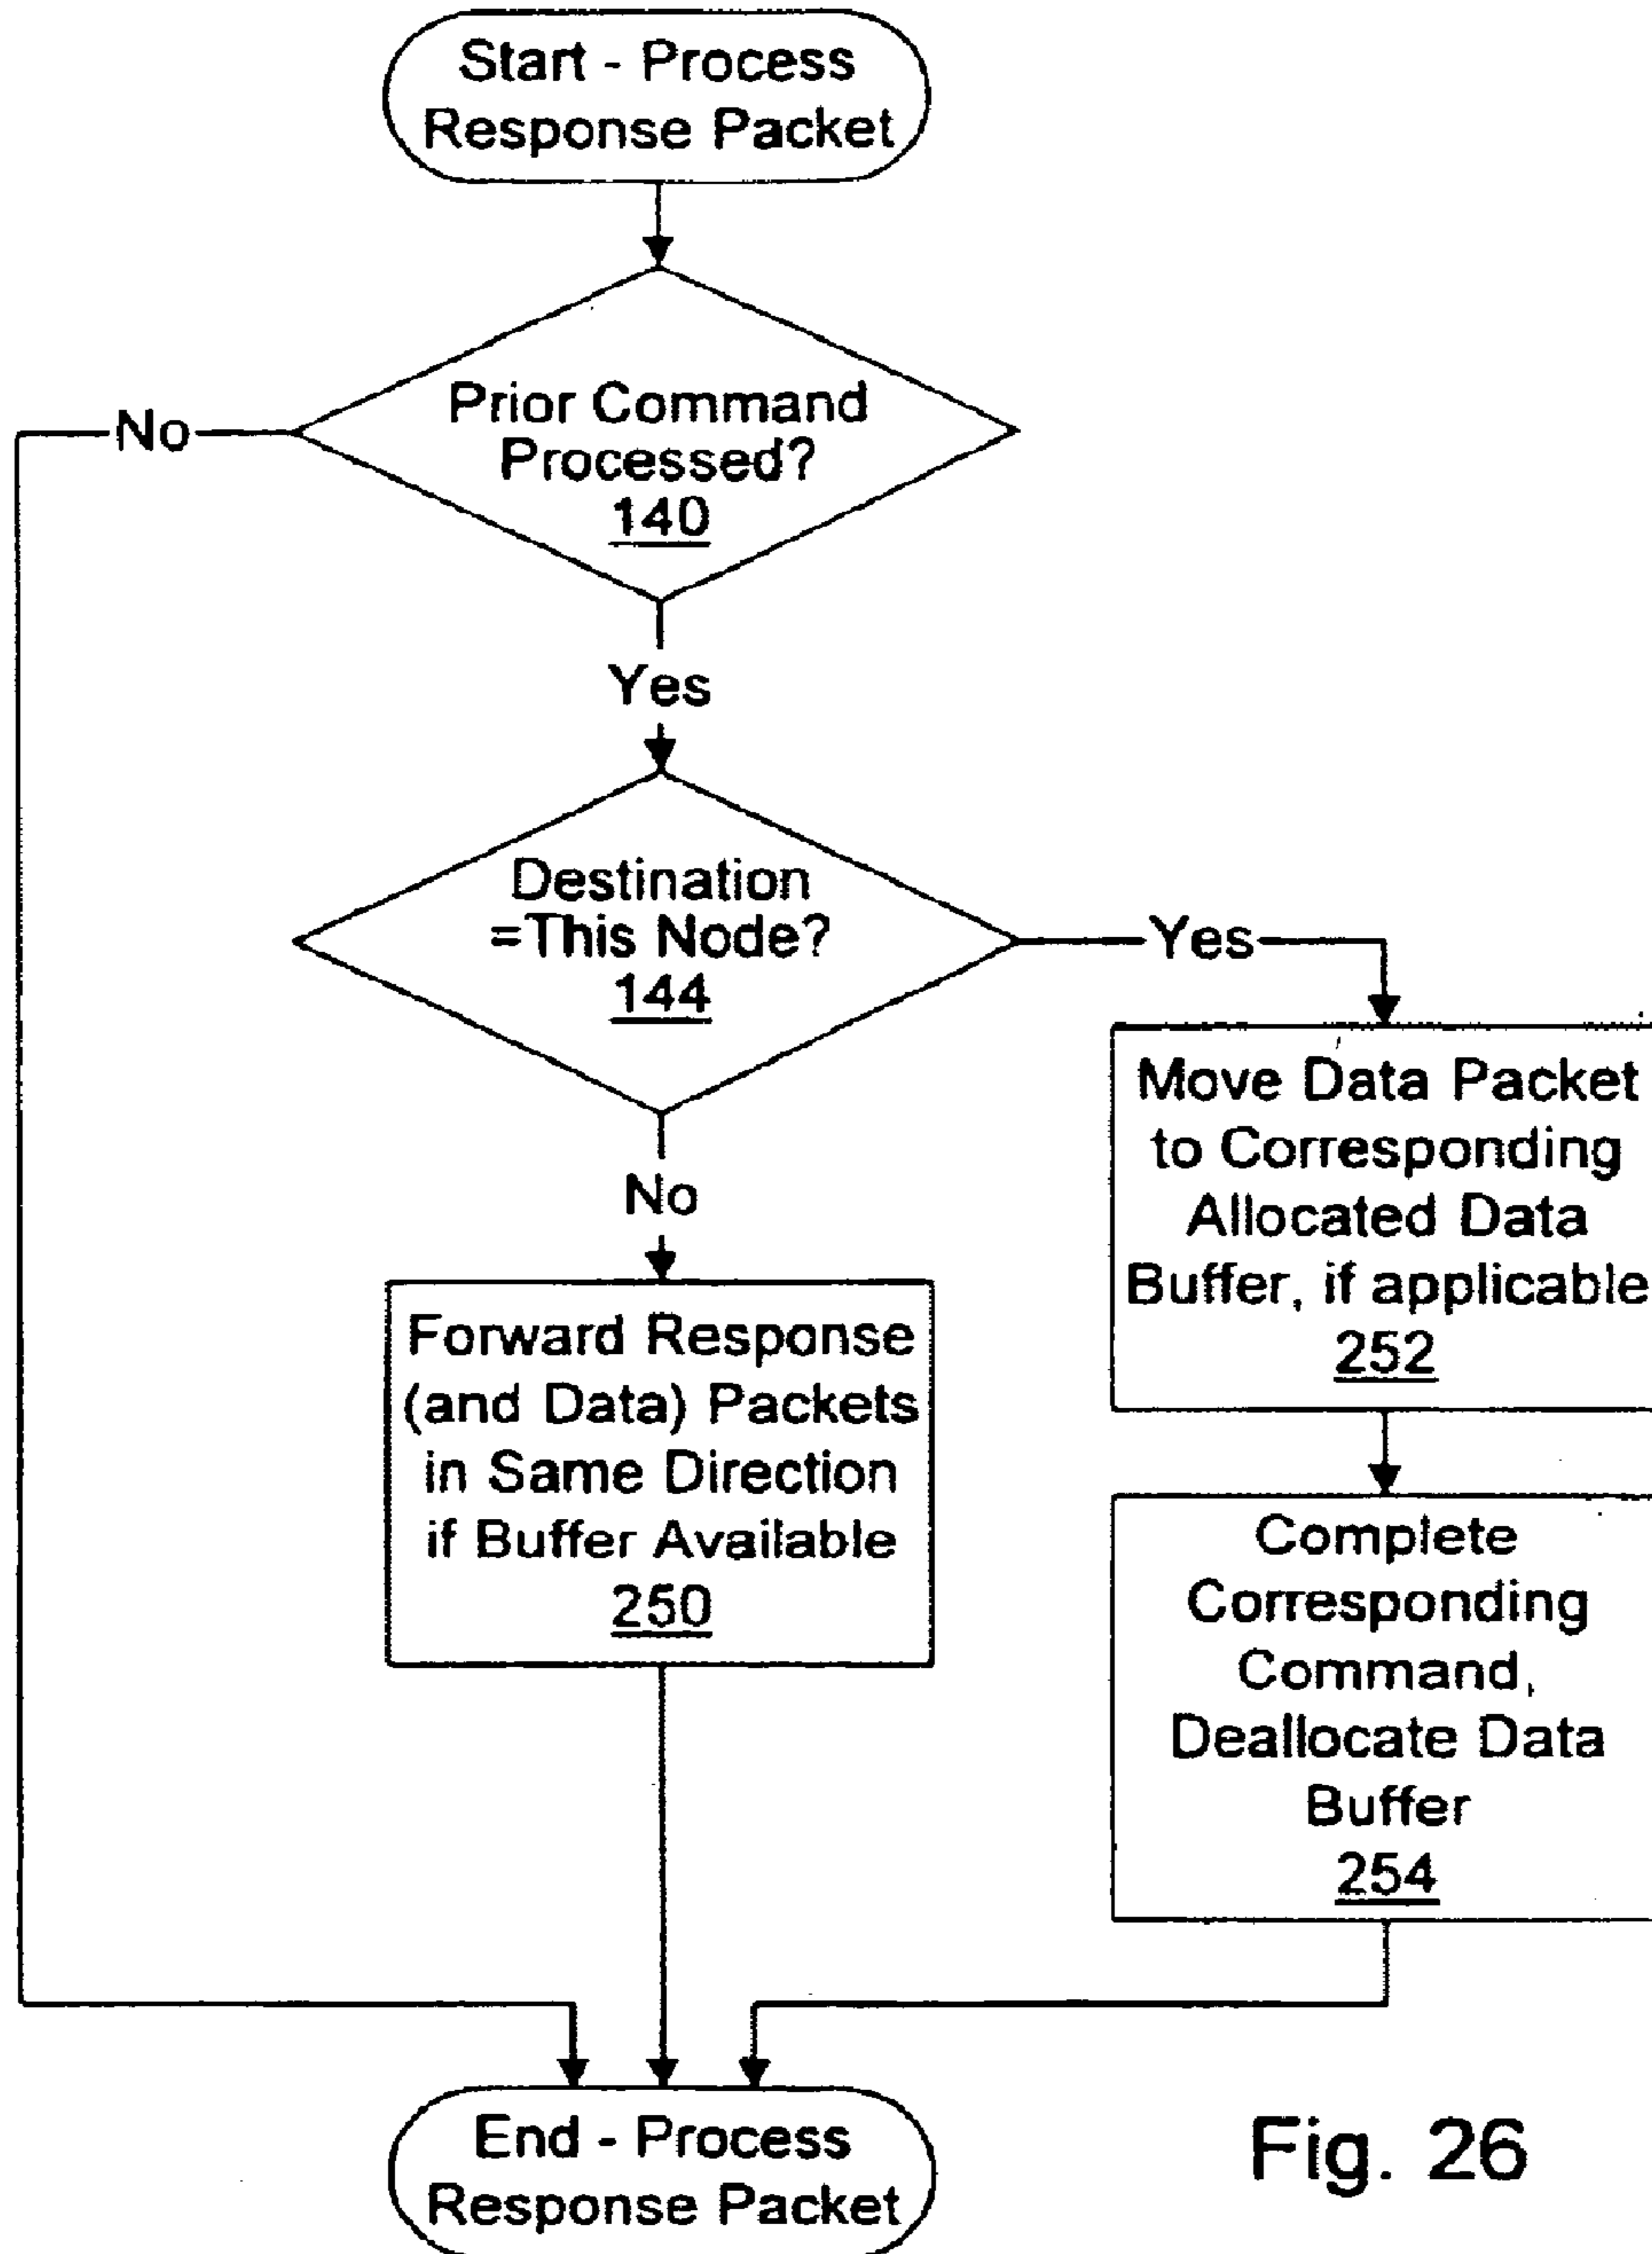 Start - Process
Response Packet
No
Prior Command
Processed?
140
Yes
Destination
=This Node?
144
Yes
No
Move Data Packet
to Corresponding
Allocated Data
Buffer, if applicable
252
Forward Response
(and Data) Packets
in Same Direction
if Buffer Available
250
Complete
Corresponding
Command,
Deallocate Data
Buffer
254
End - Process
Response Packet
Fig. 26